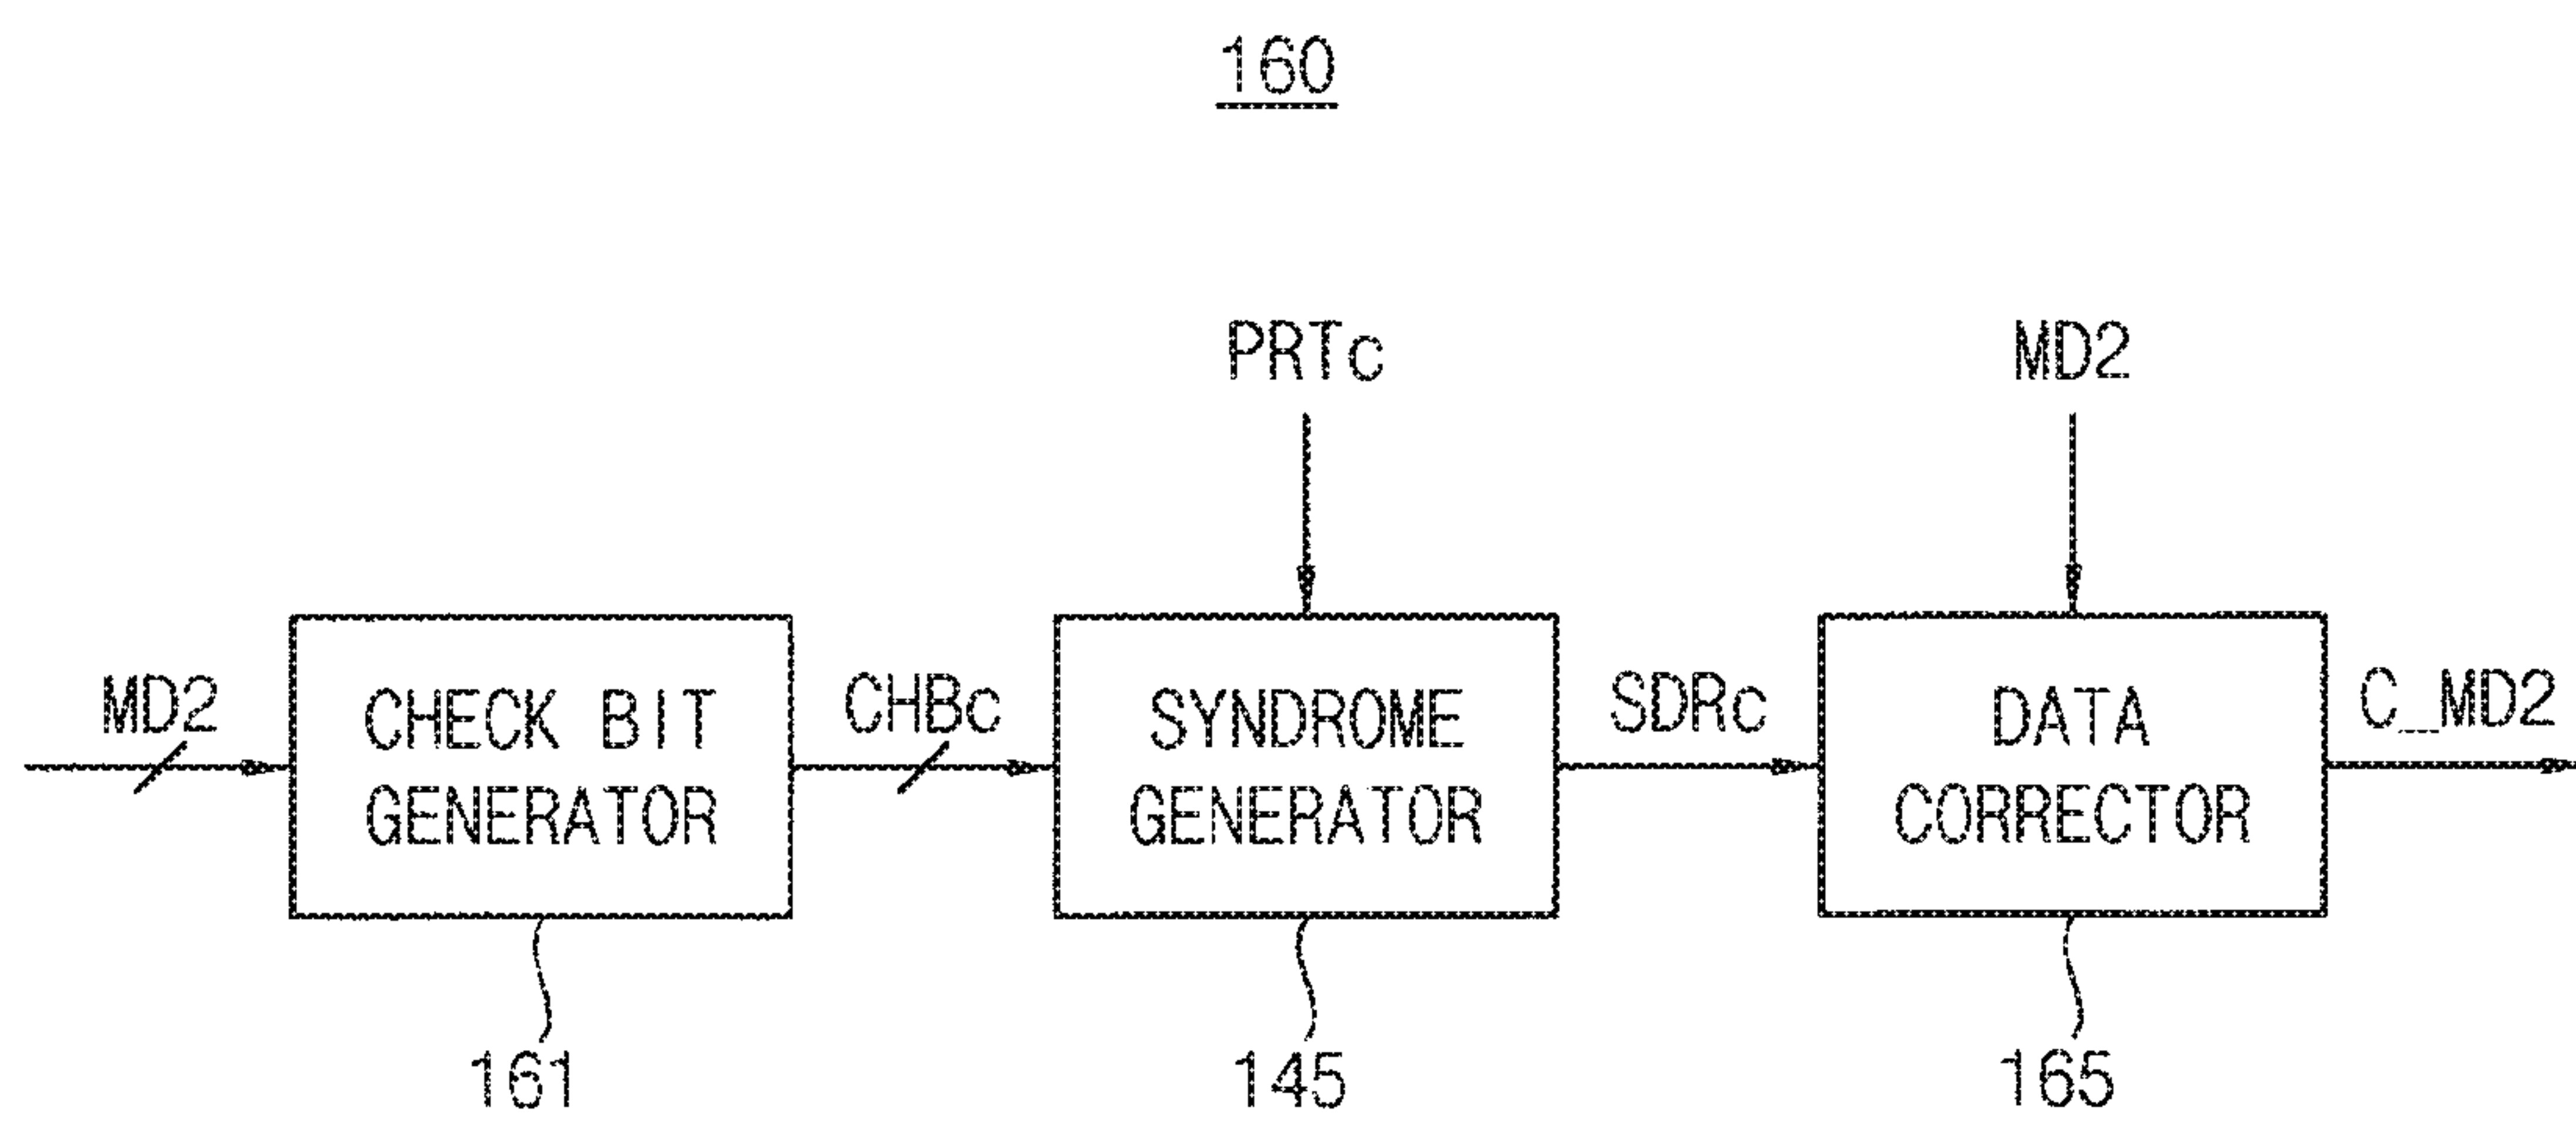 160
PRTc
MD2
MD2
CHECK BIT
GENERATOR
CHBc
SYNDROME
GENERATOR
SDRc
DATA
CORRECTOR
C_MD2
161
145
165